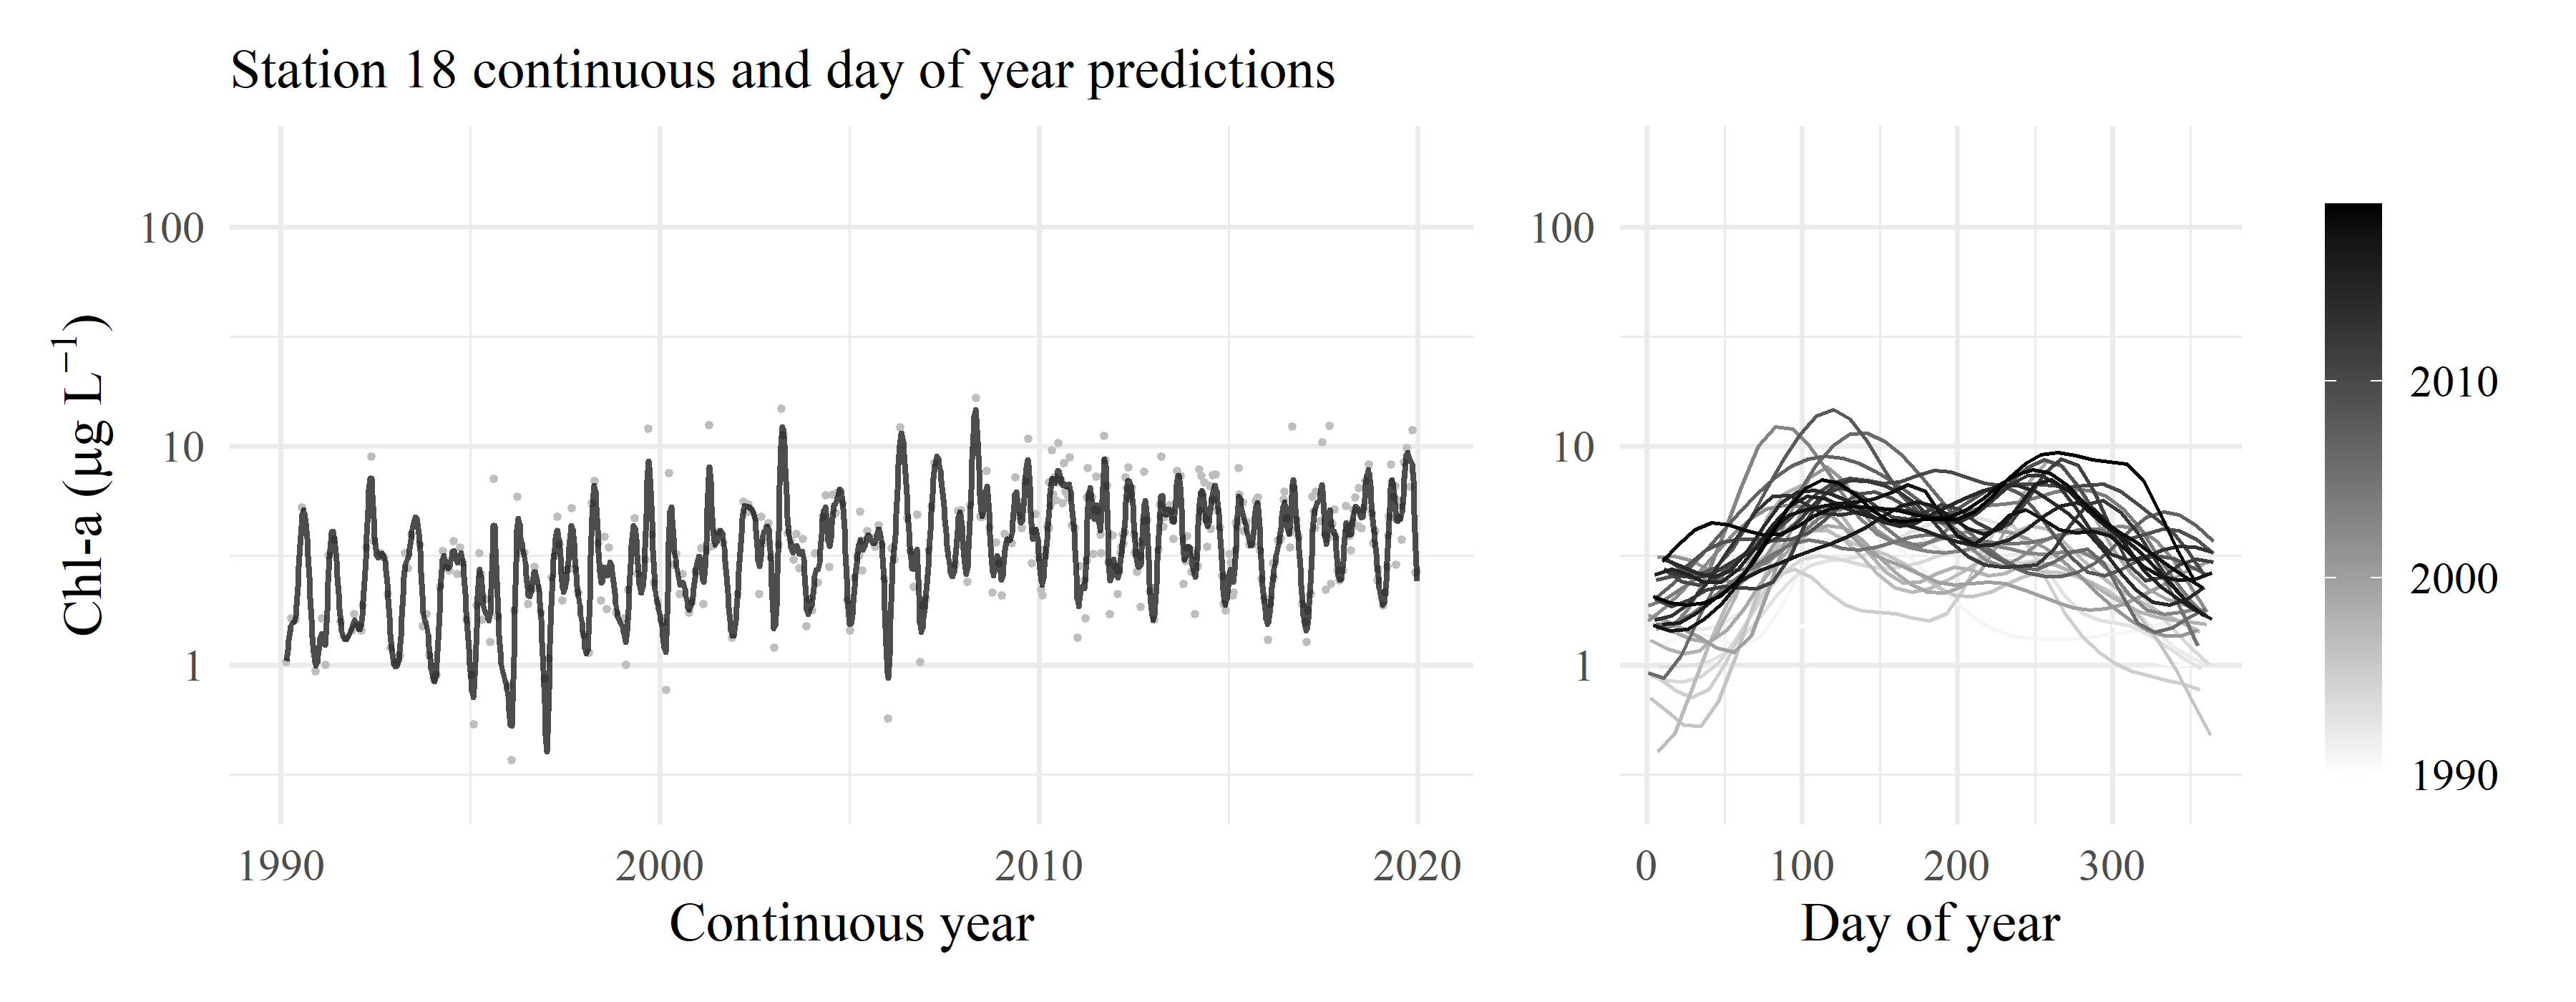 Station 18 continuous and day of year predictions
Chl-a (µg L⁻¹)
100
10
1
1990 2000 2010 2020
Continuous year
100
10
1
0 100 200 300
Day of year
2010
2000
1990